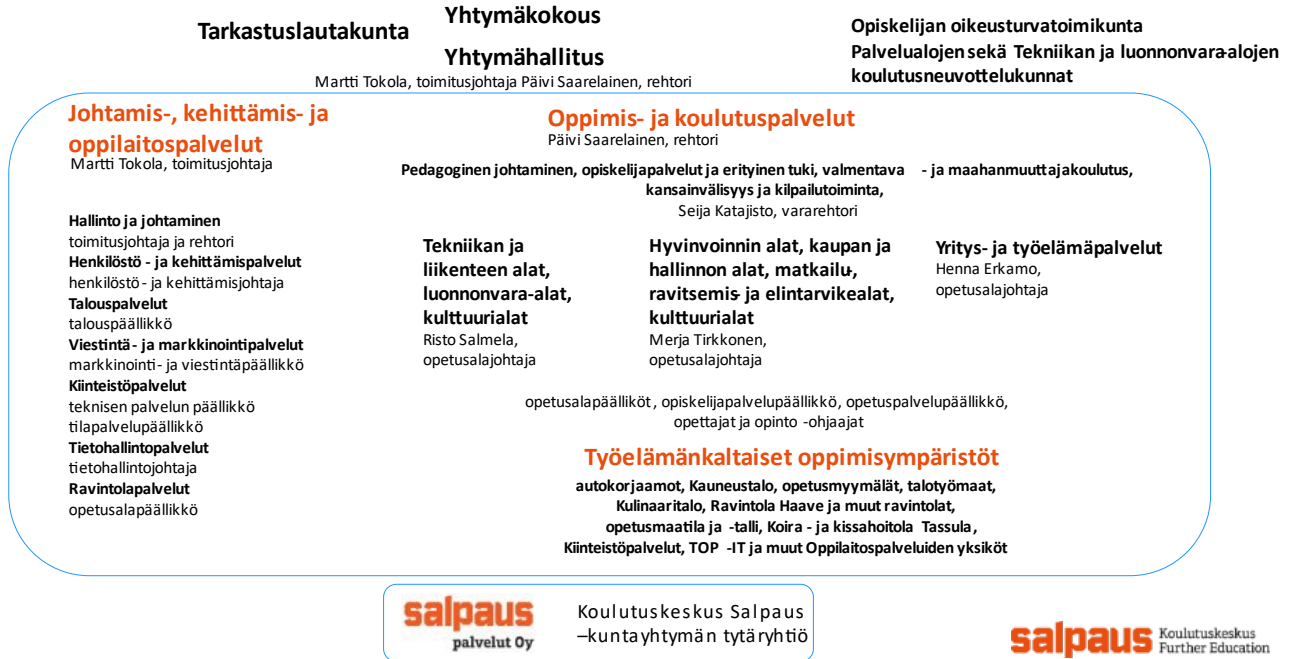 Tarkastuslautakunta
Yhtymäkokous
Yhtymähallitus
Martti Tokola, toimitusjohtaja Päivi Saarelainen, rehtori
Opiskelijan oikeusturvatoimikunta
Palvelualojen sekä Tekniikan ja luonnonvara-alojen
koulutusneuvottelukunnat
Johtamis-, kehittämis- ja
oppilaitospalvelut
Martti Tokola, toimitusjohtaja
Hallinto ja johtaminen
toimitusjohtaja ja rehtori
Henkilöstö - ja kehittämispalvelut
henkilöstö - ja kehittämisjohtaja
Talouspalvelut
talouspäällikkö
Viestintä - ja markkinointipalvelut
markkinointi- ja viestintäpäällikkö
Kiinteistöpalvelut
teknisen palvelun päällikkö
tilapalvelupäällikkö
Tietohallintopalvelut
tietohallintojohtaja
Ravintolapalvelut
opetusalapäällikkö
Oppimis- ja koulutuspalvelut
Päivi Saarelainen, rehtori
Pedagoginen johtaminen, opiskelijapalvelut ja erityinen tuki, valmentava - ja maahanmuuttajakoulutus,
kansainvälisyys ja kilpailutoiminta,
Seija Katajisto, vararehtori
Tekniikan ja
liikenteen alat,
luonnonvara-alat,
kulttuurialat
Risto Salmela,
opetusalajohtaja
Hyvinvoinnin alat, kaupan ja
hallinnon alat, matkailu-,
ravitsemis- ja elintarvikealat,
kulttuurialat
Merja Tirkkonen,
opetusalajohtaja
Yritys- ja työelämäpalvelut
Henna Erkamo,
opetusalajohtaja
opetusalapäälliköt , opiskelijapalvelupäällikkö, opetuspalvelupäällikkö,
opettajat ja opinto -ohjaajat
Työelämänkaltaiset oppimisympäristöt
autokorjaamot, Kauneustalo, opetusmyymälät, talotyömaat,
Kulinaaritalo, Ravintola Haave ja muut ravintolat,
opetusmaatila ja -talli, Koira - ja kissahoitola Tassula,
Kiinteistöpalvelut, TOP -IT ja muut Oppilaitospalveluiden yksiköt
salpaus
palvelut Oy
Koulutuskeskus Salpaus
–kuntayhtymän tytäryhtiö
salpaus Koulutuskeskus
Further Education